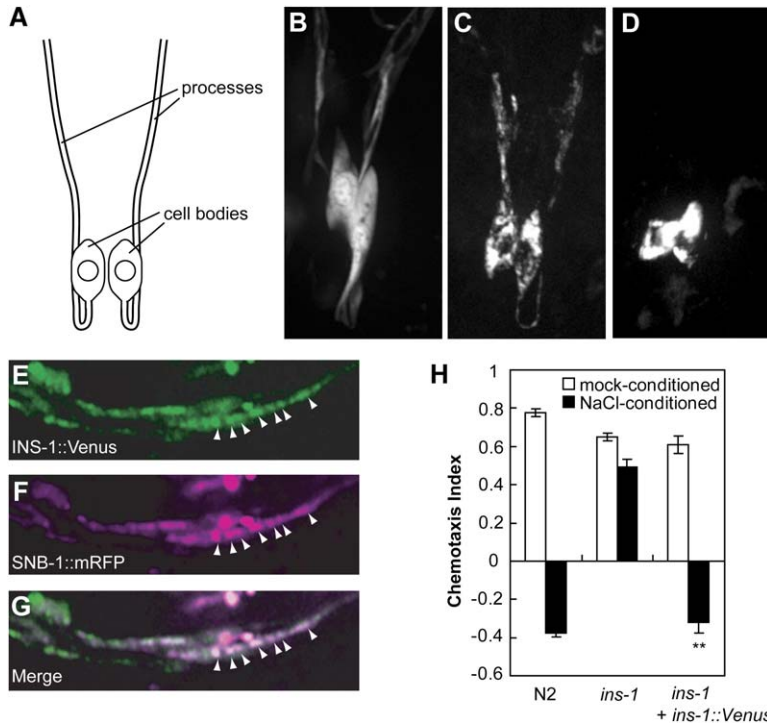 A
processes
cell bodies
B
C
D
E
INS-1::Venus
F
SNB-1::mRFP
G
Merge
H
mock-conditioned
NaCl-conditioned
Chemotaxis Index
0.8
0.6
0.4
0.2
0
-0.2
-0.4
-0.6
**
N2
ins-1
ins-1
+ ins-1::Venus